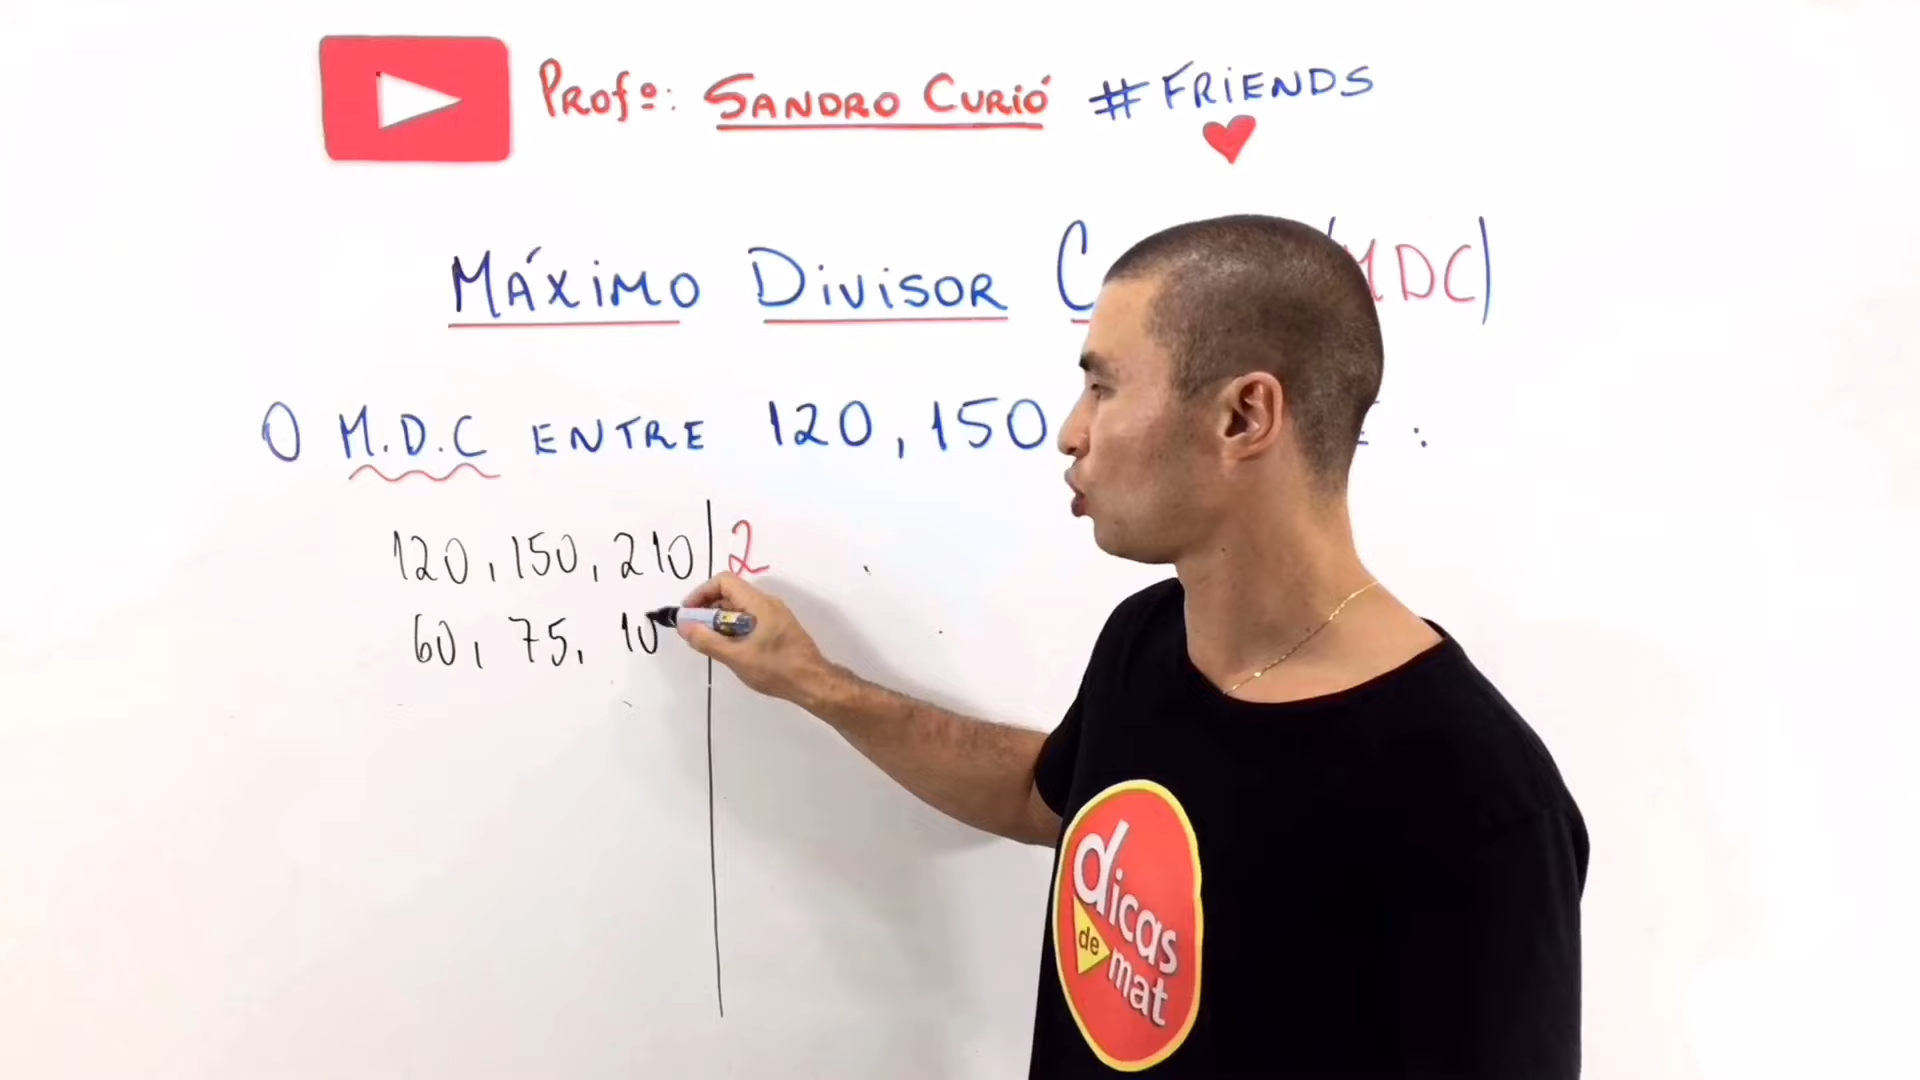 Profº: SANDRO CURIÓ #FRIENDS
MÁXIMO DIVISOR
O M.D.C ENTRE 120, 150 :
120, 150, 210 | 2
60, 75, 10
dicas
de
mat